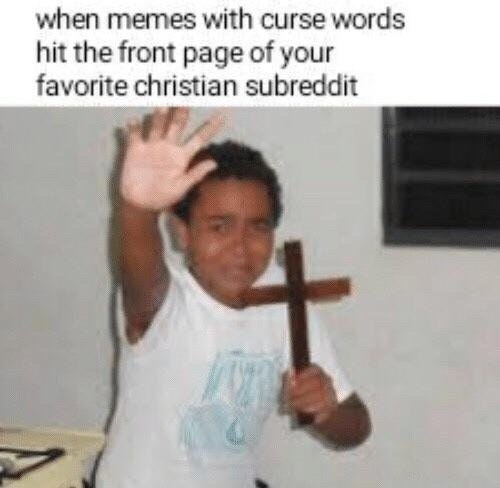 when memes with curse words
hit the front page of your
favorite christian subreddit